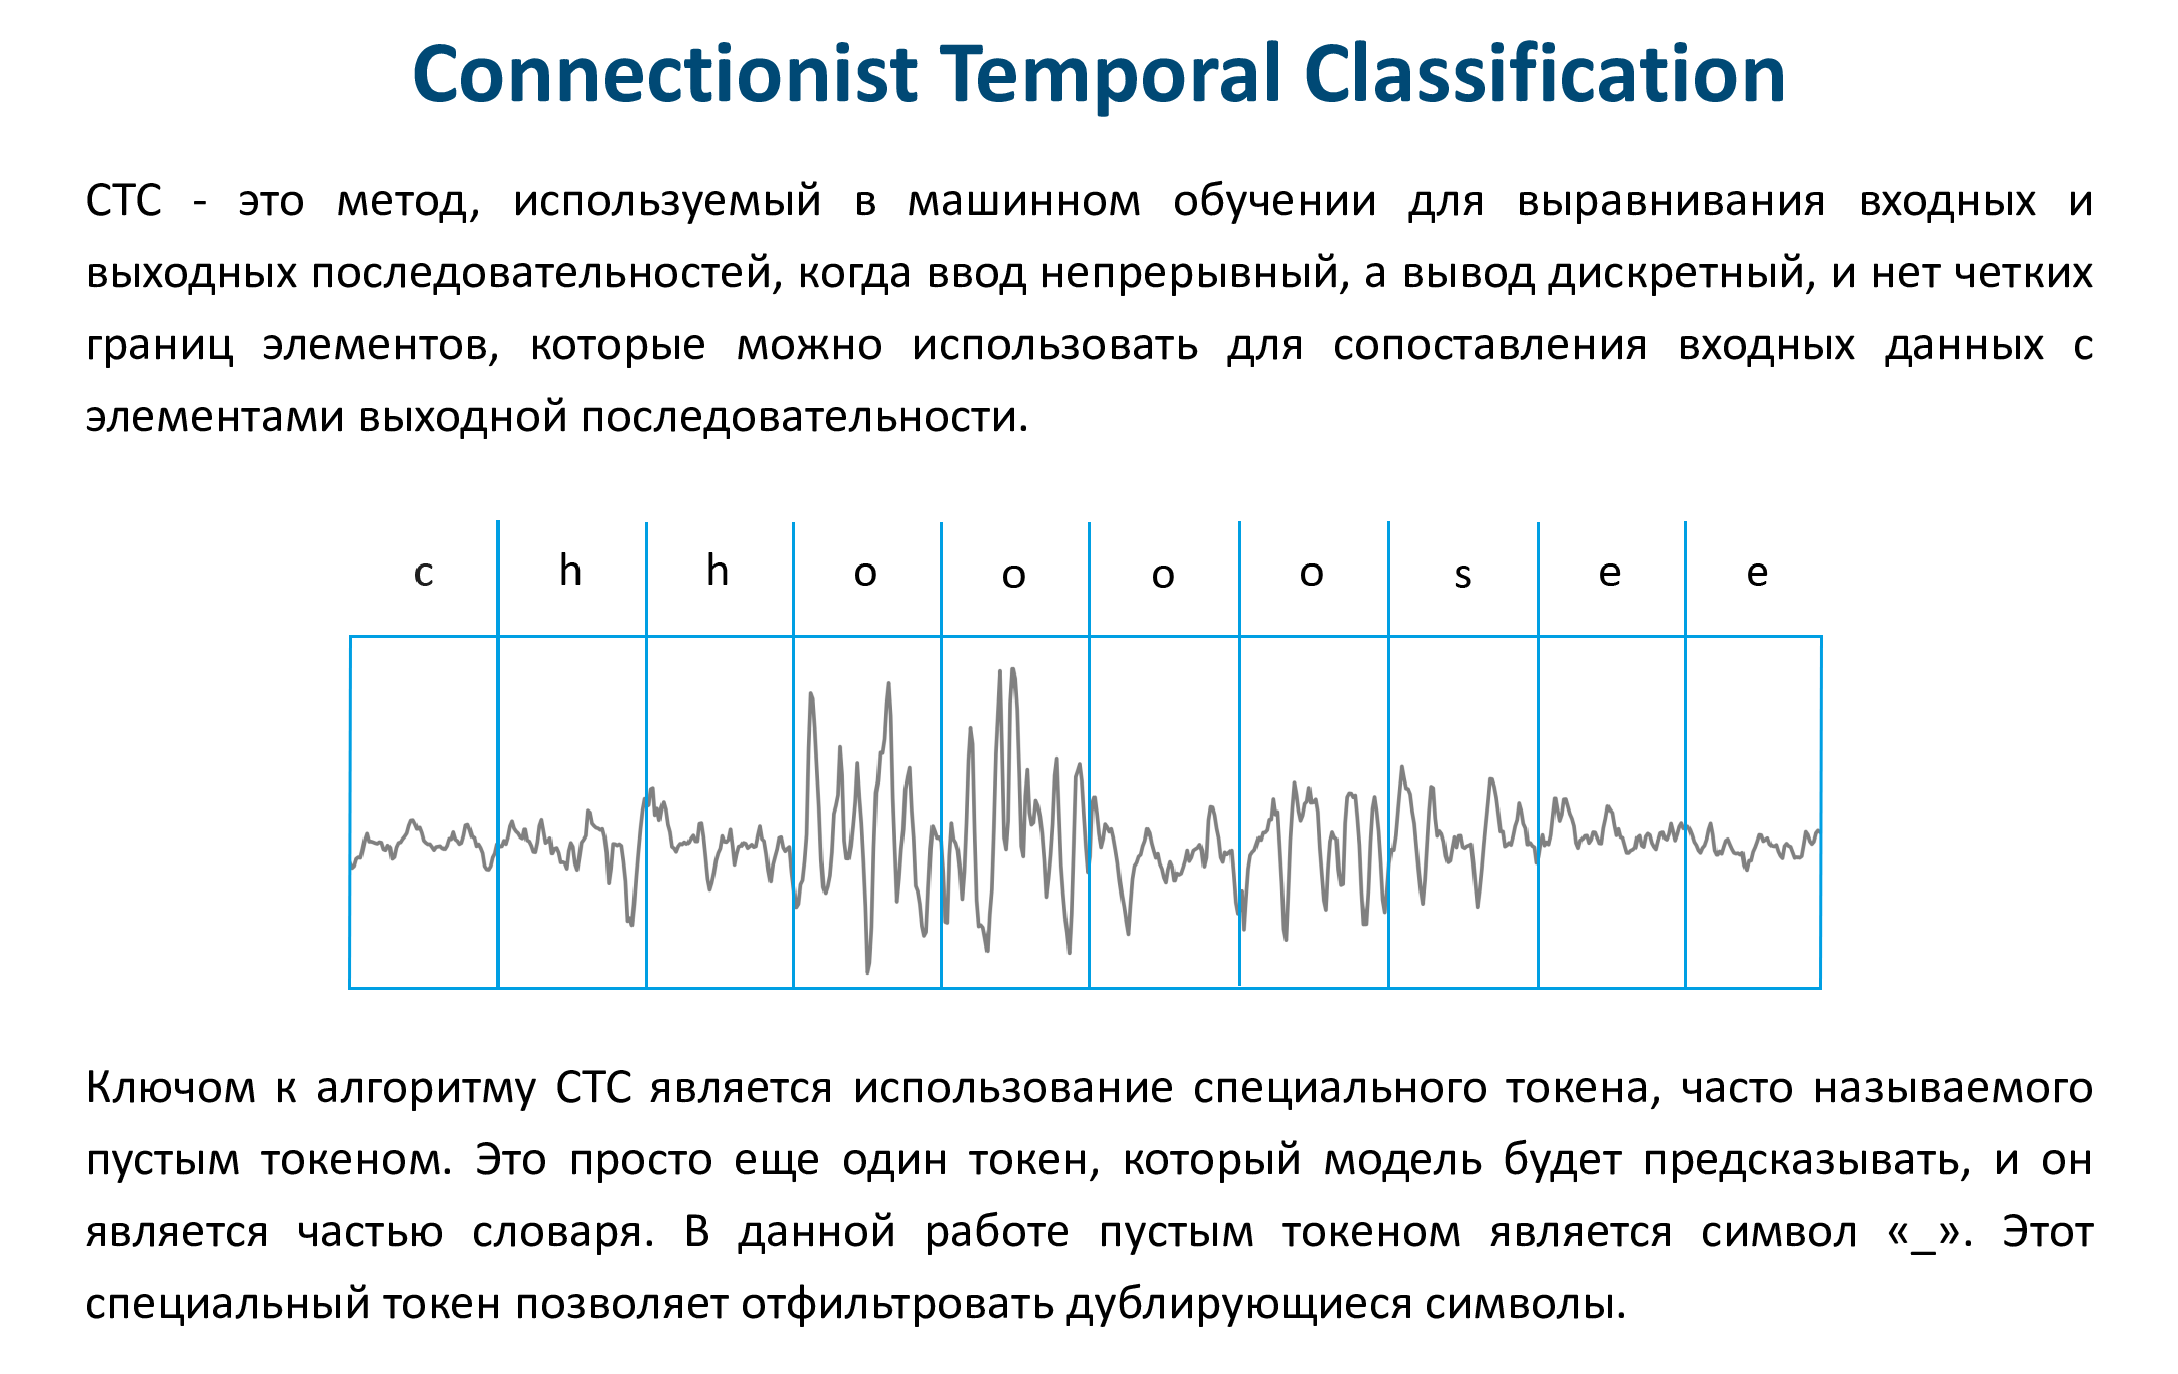 Connectionist Temporal Classification
CTC - это метод, используемый в машинном обучении для выравнивания входных и
выходных последовательностей, когда ввод непрерывный, а вывод дискретный, и нет четких
границ элементов, которые можно использовать для сопоставления входных данных с
элементами выходной последовательности.
c h h o o o o s e e
Ключом к алгоритму CTC является использование специального токена, часто называемого
пустым токеном. Это просто еще один токен, который модель будет предсказывать, и он
является частью словаря. В данной работе пустым токеном является символ «_». Этот
специальный токен позволяет отфильтровать дублирующиеся символы.